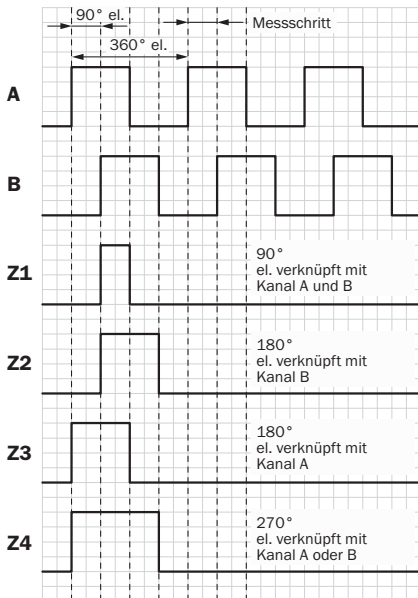 90° el.
Messschritt
360° el.
A
B
Z1
90°
el. verknüpft mit
Kanal A und B
Z2
180°
el. verknüpft mit
Kanal B
Z3
180°
el. verknüpft mit
Kanal A
Z4
270°
el. verknüpft mit
Kanal A oder B